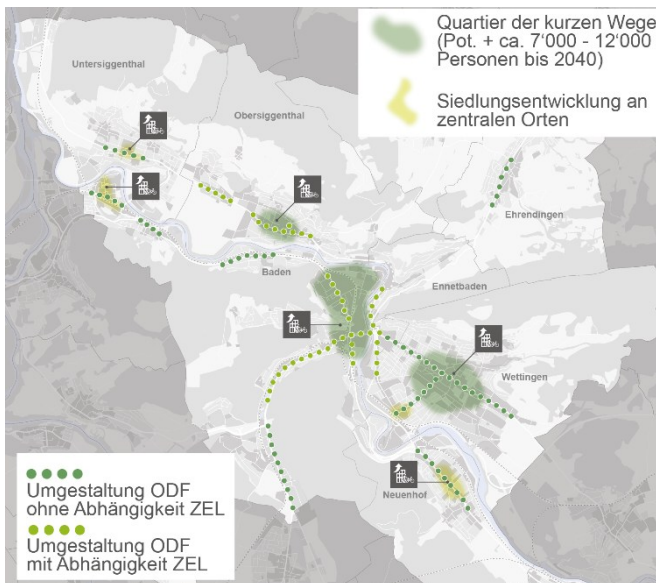 Quartier der kurzen Wege
(Pot. + ca. 7‘000 - 12‘000
Personen bis 2040)
Siedlungsentwicklung an
zentralen Orten
Untersiggenthal
Obersiggenthal
Ehrendingen
Baden
Ennetbaden
Wettingen
Neuenhof
Umgestaltung ODF
ohne Abhängigkeit ZEL
Umgestaltung ODF
mit Abhängigkeit ZEL